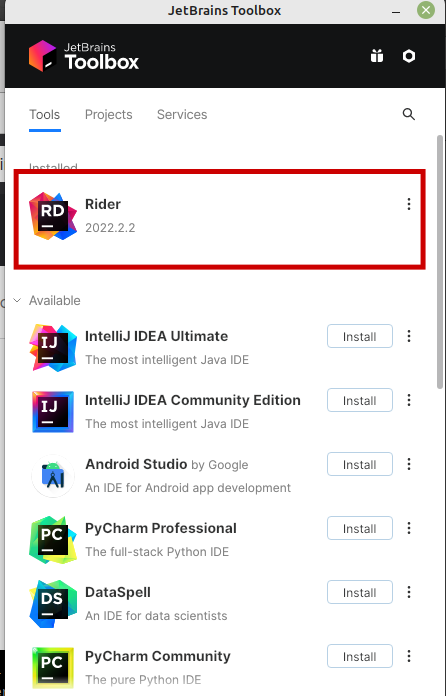 JetBrains Toolbox
JetBrains
Toolbox
Tools Projects Services
Installed
RD
Rider
2022.2.2
Available
IJ
IntelliJ IDEA Ultimate
Install
The most intelligent Java IDE
IJ
IntelliJ IDEA Community Edition
Install
The most intelligent Java IDE
Android Studio by Google
Install
An IDE for Android app development
PC
PyCharm Professional
Install
The full-stack Python IDE
DS
DataSpell
Install
An IDE for data scientists
PC
PyCharm Community
Install
The pure Python IDE